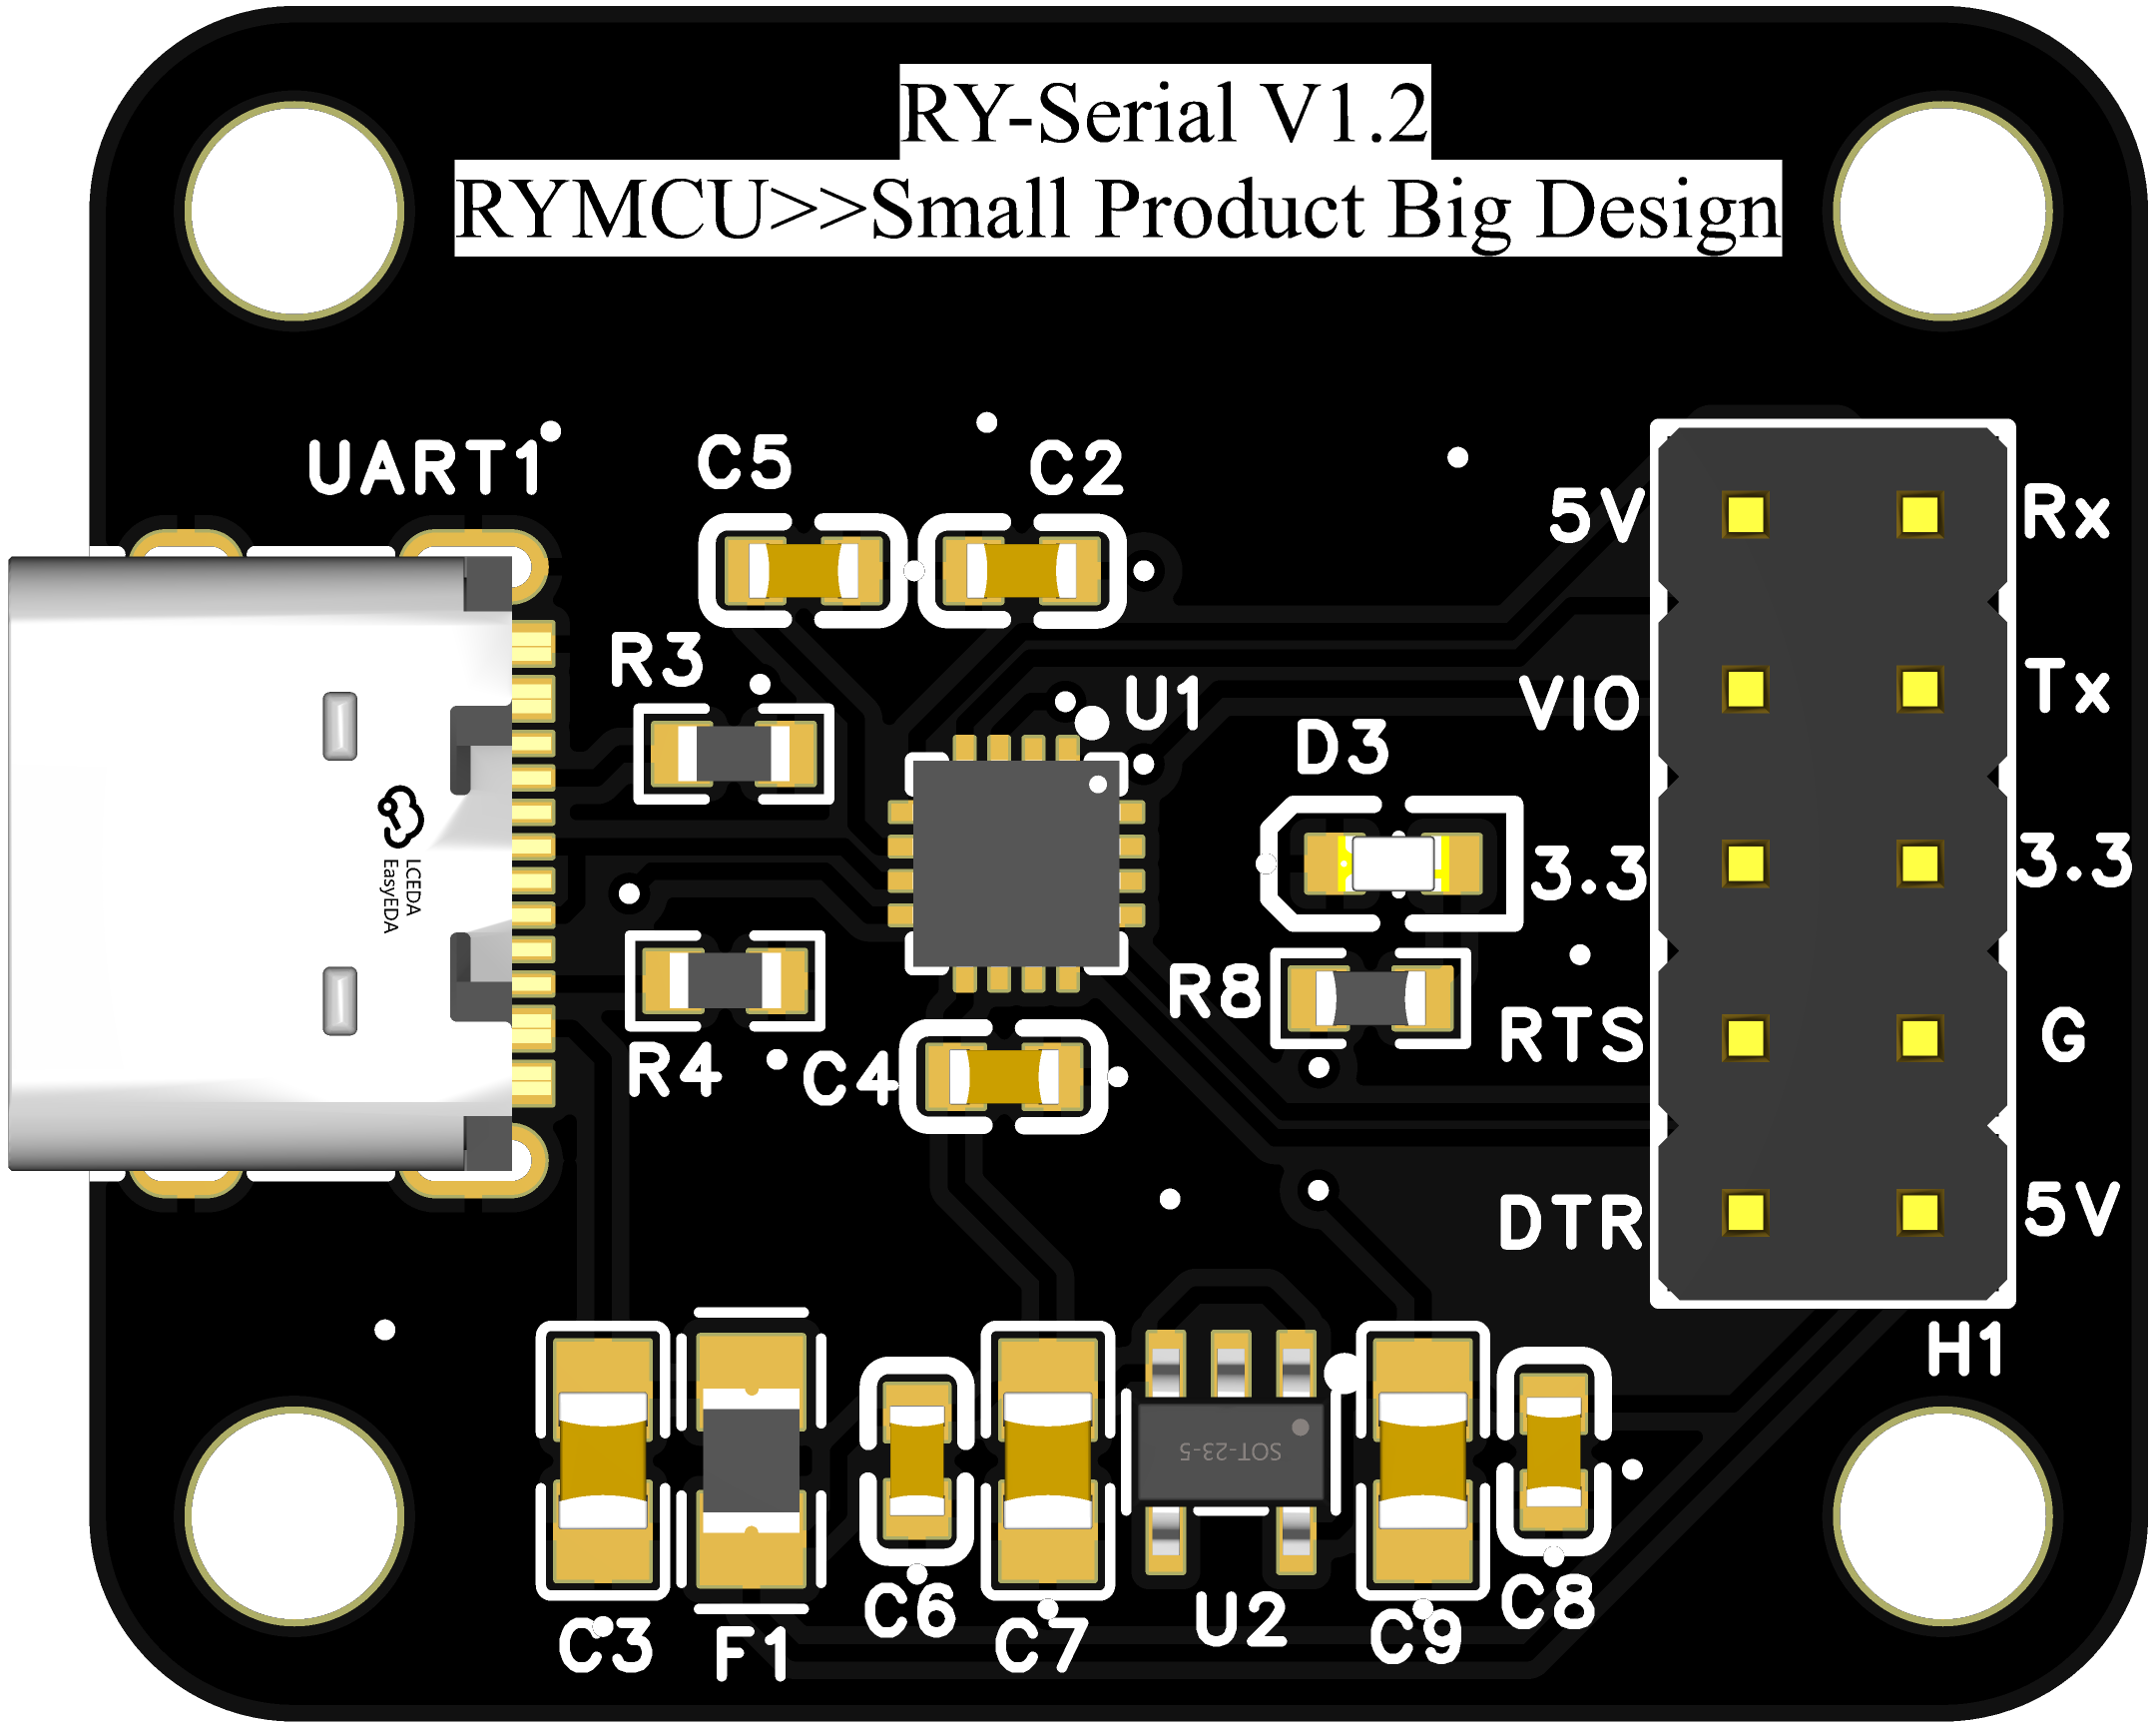 RY-Serial V1.2
RYMCU>>Small Product Big Design
UART1
C5
C2
5V
Rx
R3
U1
VIO
Tx
D3
3.3
3.3
LCEDA
EasyEDA
R8
RTS
G
R4
C4
DTR
5V
H1
SOT-23-5
C3
F1
C6
C7
U2
C9
C8